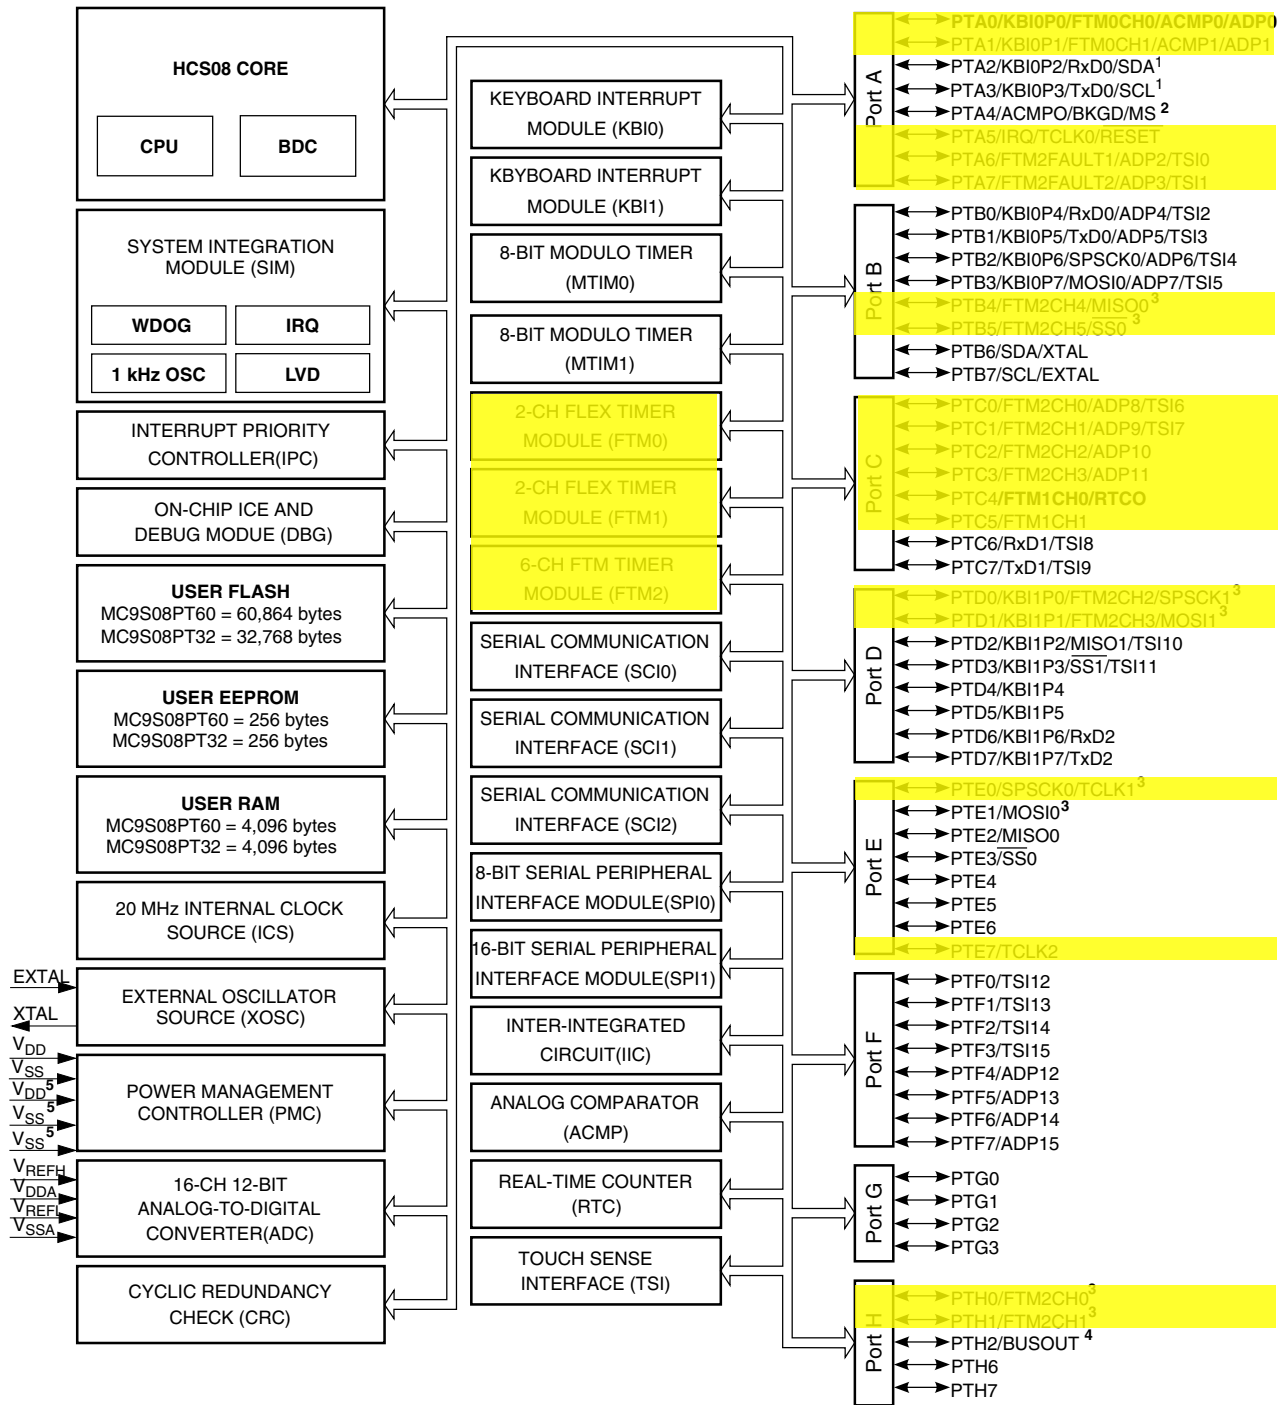 HCS08 CORE
CPU
BDC
SYSTEM INTEGRATION
MODULE (SIM)
WDOG
IRQ
1 kHz OSC
LVD
INTERRUPT PRIORITY
CONTROLLER(IPC)
ON-CHIP ICE AND
DEBUG MODUE (DBG)
USER FLASH
MC9S08PT60 = 60,864 bytes
MC9S08PT32 = 32,768 bytes
USER EEPROM
MC9S08PT60 = 256 bytes
MC9S08PT32 = 256 bytes
USER RAM
MC9S08PT60 = 4,096 bytes
MC9S08PT32 = 4,096 bytes
20 MHz INTERNAL CLOCK
SOURCE (ICS)
EXTAL
XTAL
EXTERNAL OSCILLATOR
SOURCE (XOSC)
VDD
VSS
VDD5
VSS5
VSS5
POWER MANAGEMENT
CONTROLLER (PMC)
VREFH
VDDA
VREFL
VSSA
16-CH 12-BIT
ANALOG-TO-DIGITAL
CONVERTER(ADC)
CYCLIC REDUNDANCY
CHECK (CRC)
KEYBOARD INTERRUPT
MODULE (KBI0)
KBYBOARD INTERRUPT
MODULE (KBI1)
8-BIT MODULO TIMER
(MTIM0)
8-BIT MODULO TIMER
(MTIM1)
2-CH FLEX TIMER
MODULE (FTM0)
2-CH FLEX TIMER
MODULE (FTM1)
6-CH FTM TIMER
MODULE (FTM2)
SERIAL COMMUNICATION
INTERFACE (SCI0)
SERIAL COMMUNICATION
INTERFACE (SCI1)
SERIAL COMMUNICATION
INTERFACE (SCI2)
8-BIT SERIAL PERIPHERAL
INTERFACE MODULE(SPI0)
16-BIT SERIAL PERIPHERAL
INTERFACE MODULE(SPI1)
INTER-INTEGRATED
CIRCUIT(IIC)
ANALOG COMPARATOR
(ACMP)
REAL-TIME COUNTER
(RTC)
TOUCH SENSE
INTERFACE (TSI)
Port A
PTA0/KBI0P0/FTM0CH0/ACMP0/ADP0
PTA1/KBI0P1/FTM0CH1/ACMP1/ADP1
PTA2/KBI0P2/RxD0/SDA1
PTA3/KBI0P3/TxD0/SCL1
PTA4/ACMPO/BKGD/MS 2
PTA5/IRQ/TCLK0/RESET
PTA6/FTM2FAULT1/ADP2/TSI0
PTA7/FTM2FAULT2/ADP3/TSI1
Port B
PTB0/KBI0P4/RxD0/ADP4/TSI2
PTB1/KBI0P5/TxD0/ADP5/TSI3
PTB2/KBI0P6/SPSCK0/ADP6/TSI4
PTB3/KBI0P7/MOSI0/ADP7/TSI5
PTB4/FTM2CH4/MISO0 3
PTB5/FTM2CH5/SS0 3
PTB6/SDA/XTAL
PTB7/SCL/EXTAL
Port C
PTC0/FTM2CH0/ADP8/TSI6
PTC1/FTM2CH1/ADP9/TSI7
PTC2/FTM2CH2/ADP10
PTC3/FTM2CH3/ADP11
PTC4/FTM1CH0/RTCO
PTC5/FTM1CH1
PTC6/RxD1/TSI8
PTC7/TxD1/TSI9
Port D
PTD0/KBI1P0/FTM2CH2/SPSCK1 3
PTD1/KBI1P1/FTM2CH3/MOSI1 3
PTD2/KBI1P2/MISO1/TSI10
PTD3/KBI1P3/SS1/TSI11
PTD4/KBI1P4
PTD5/KBI1P5
PTD6/KBI1P6/RxD2
PTD7/KBI1P7/TxD2
Port E
PTE0/SPSCK0/TCLK1 3
PTE1/MOSI0 3
PTE2/MISO0
PTE3/SS0
PTE4
PTE5
PTE6
PTE7/TCLK2
Port F
PTF0/TSI12
PTF1/TSI13
PTF2/TSI14
PTF3/TSI15
PTF4/ADP12
PTF5/ADP13
PTF6/ADP14
PTF7/ADP15
Port G
PTG0
PTG1
PTG2
PTG3
Port H
PTH0/FTM2CH0 3
PTH1/FTM2CH1 3
PTH2/BUSOUT 4
PTH6
PTH7